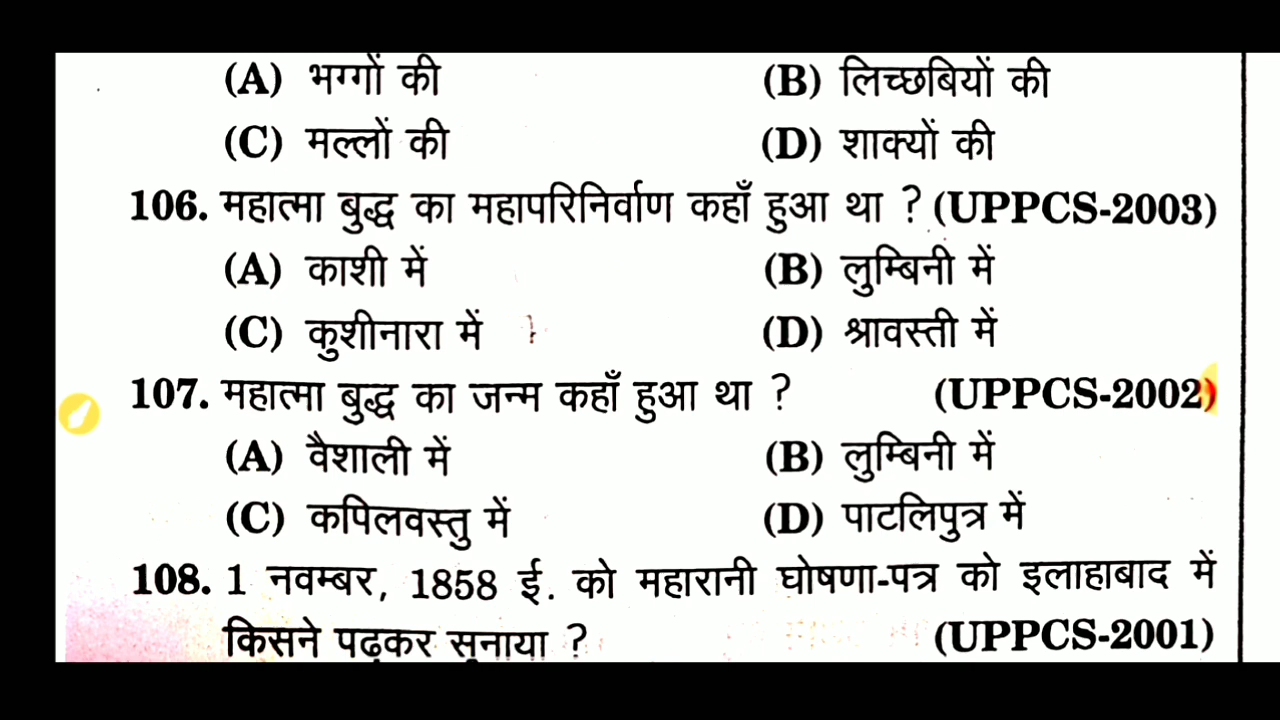 (A) भग्गों की (B) लिच्छबियों की
(C) मल्लों की (D) शाक्यों की
106. महात्मा बुद्ध का महापरिनिर्वाण कहाँ हुआ था ? (UPPCS-2003)
(A) काशी में (B) लुम्बिनी में
(C) कुशीनारा में (D) श्रावस्ती में
107. महात्मा बुद्ध का जन्म कहाँ हुआ था ? (UPPCS-2002)
(A) वैशाली में (B) लुम्बिनी में
(C) कपिलवस्तु में (D) पाटलिपुत्र में
108. 1 नवम्बर, 1858 ई. को महारानी घोषणा-पत्र को इलाहाबाद में
किसने पढ़कर सुनाया ? (UPPCS-2001)